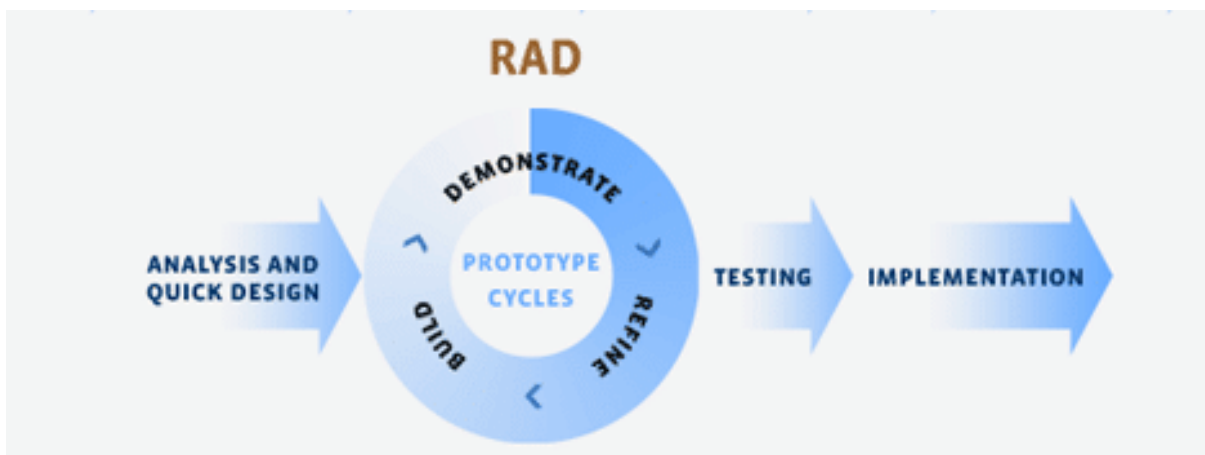 RAD
DEMONSTRATE
ANALYSIS AND
QUICK DESIGN
PROTOTYPE
CYCLES
BUILD
REFINE
TESTING
IMPLEMENTATION